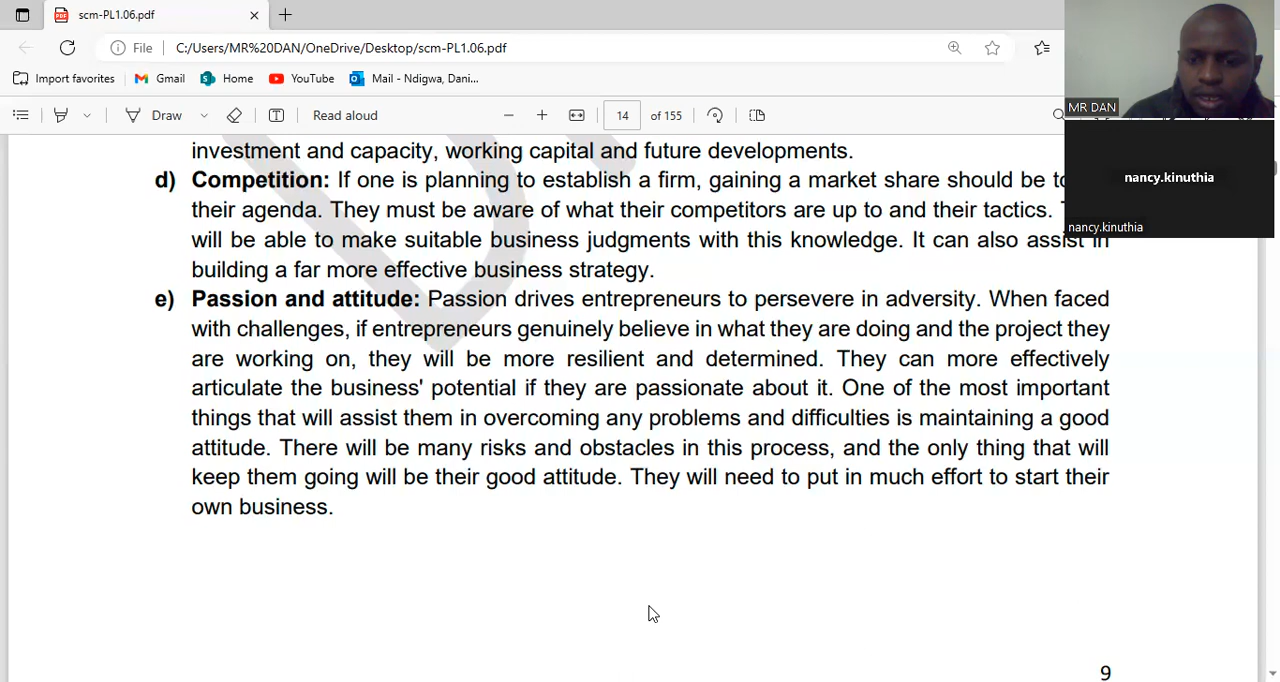 scm-PL1.06.pdf
File
C:/Users/MR%20DAN/OneDrive/Desktop/scm-PL1.06.pdf
Import favorites
Gmail
Home
YouTube
Mail - Ndigwa, Dani...
Draw
Read aloud
14
of 155
MR DAN
nancy.kinuthia
nancy.kinuthia
investment and capacity, working capital and future developments.
d) Competition: If one is planning to establish a firm, gaining a market share should be
their agenda. They must be aware of what their competitors are up to and their tactics.
will be able to make suitable business judgments with this knowledge. It can also assist in
building a far more effective business strategy.
e) Passion and attitude: Passion drives entrepreneurs to persevere in adversity. When faced
with challenges, if entrepreneurs genuinely believe in what they are doing and the project they
are working on, they will be more resilient and determined. They can more effectively
articulate the business' potential if they are passionate about it. One of the most important
things that will assist them in overcoming any problems and difficulties is maintaining a good
attitude. There will be many risks and obstacles in this process, and the only thing that will
keep them going will be their good attitude. They will need to put in much effort to start their
own business.
9